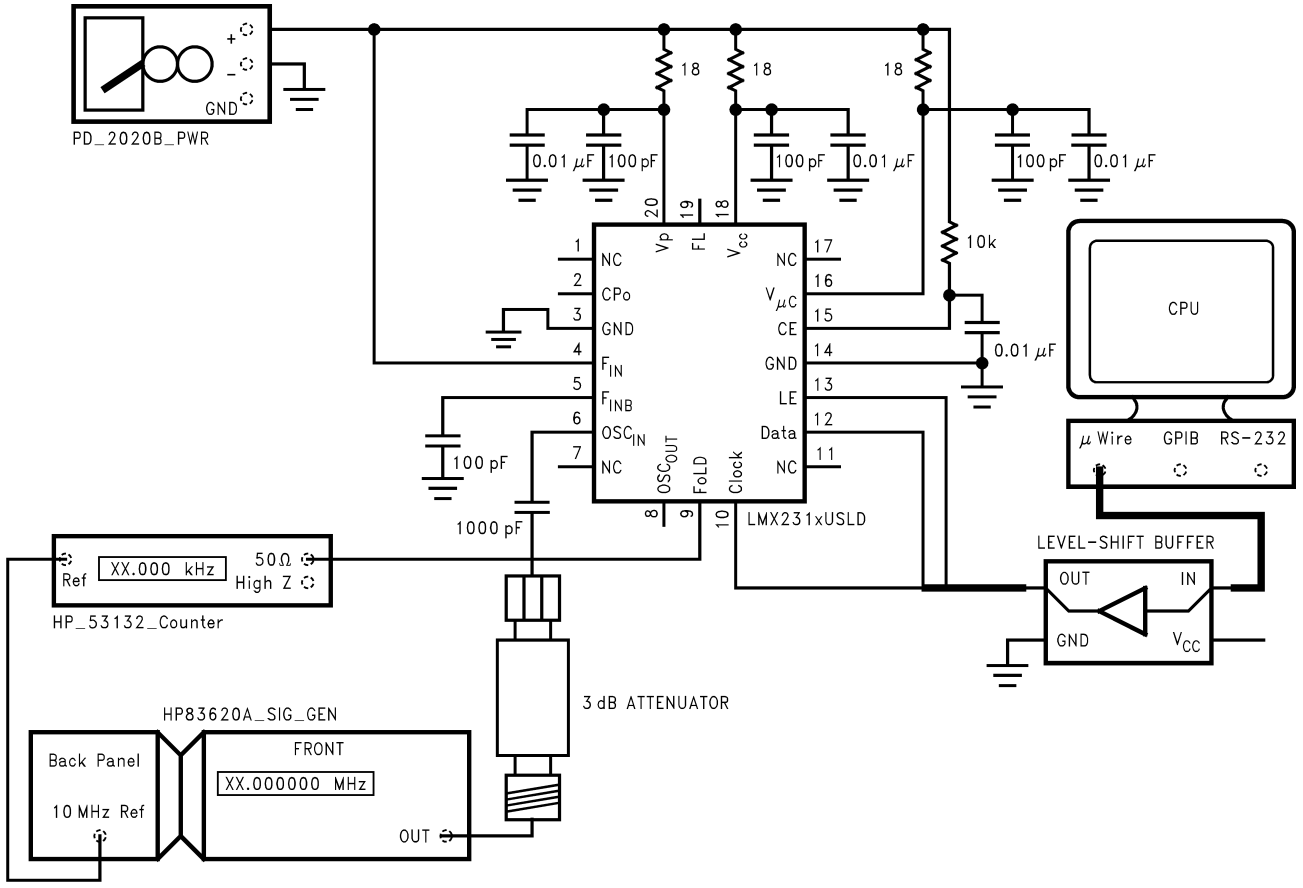 +
−
GND
PD_2020B_PWR
18
18
18
0.01 μF
100 pF
100 pF
0.01 μF
100 pF
0.01 μF
20
19
18
Vp
FL
Vcc
1
NC
2
CPo
3
GND
4
FIN
5
FINB
6
OSCIN
7
NC
17
NC
16
VμC
15
CE
14
GND
13
LE
12
Data
11
NC
OSCOUT
FoLD
Clock
8
9
10
LMX231xUSLD
10k
0.01 μF
100 pF
1000 pF
CPU
μ Wire
GPIB
RS-232
LEVEL-SHIFT BUFFER
OUT
IN
GND
VCC
Ref
XX.000 kHz
50Ω
High Z
HP_53132_Counter
3 dB ATTENUATOR
HP83620A_SIG_GEN
Back Panel
10 MHz Ref
FRONT
XX.000000 MHz
OUT